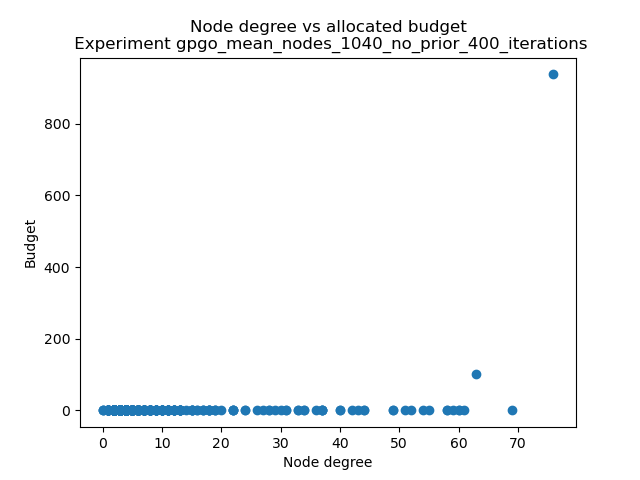 Node degree vs allocated budget
Experiment gpgo_mean_nodes_1040_no_prior_400_iterations
800
600
400
200
0
Budget
0 10 20 30 40 50 60 70
Node degree